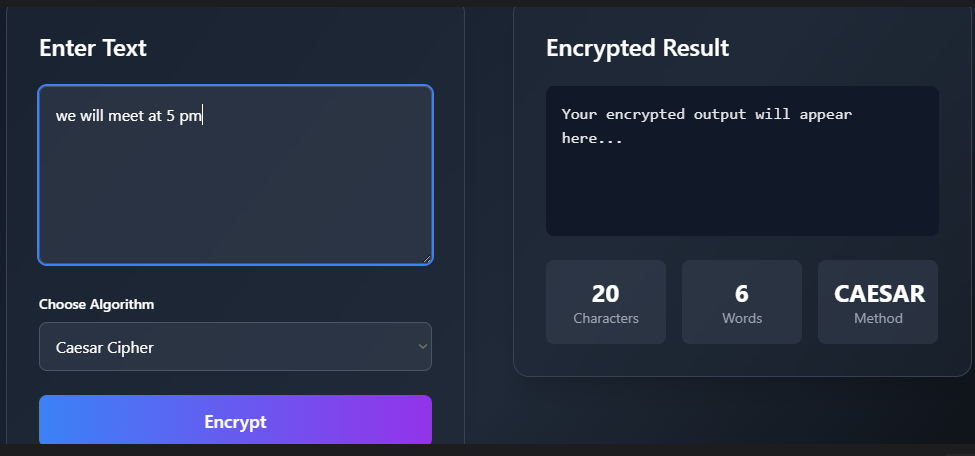 Enter Text
we will meet at 5 pm
Choose Algorithm
Caesar Cipher
Encrypt
Encrypted Result
Your encrypted output will appear
here...
20
Characters
6
Words
CAESAR
Method